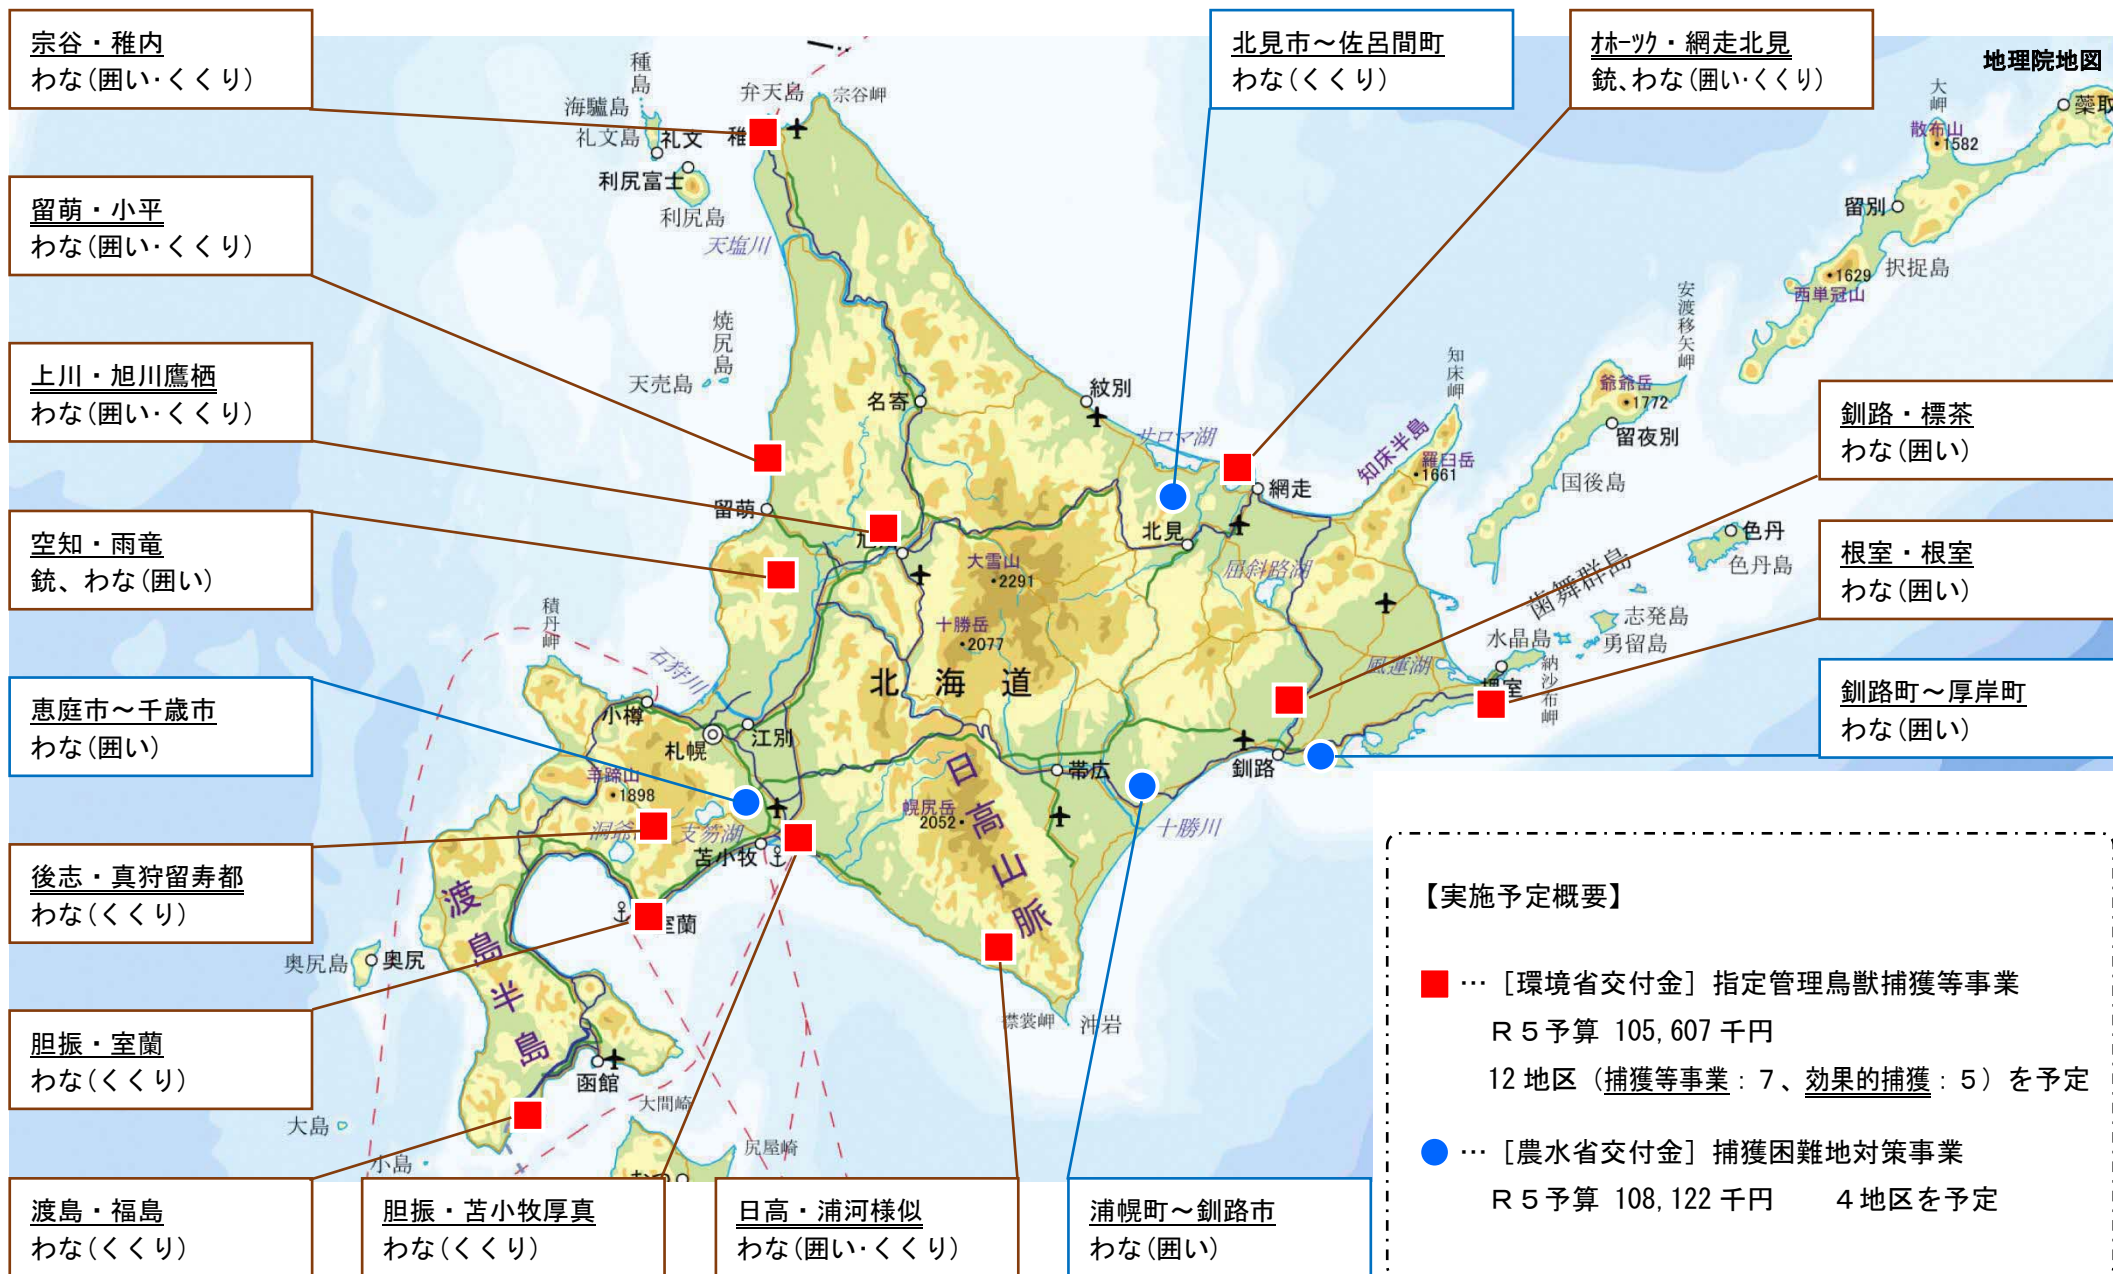 宗谷・稚内
わな(囲い・くくり)
北見市～佐呂間町
わな(くくり)
ｵﾎｰﾂｸ・網走北見
銃、わな(囲い・くくり)
地理院地図
留萌・小平
わな(囲い・くくり)
上川・旭川鷹栖
わな(囲い・くくり)
空知・雨竜
銃、わな(囲い)
恵庭市～千歳市
わな(囲い)
後志・真狩留寿都
わな(くくり)
胆振・室蘭
わな(くくり)
渡島・福島
わな(くくり)
胆振・苫小牧厚真
わな(くくり)
日高・浦河様似
わな(囲い・くくり)
浦幌町～釧路市
わな(囲い)
釧路・標茶
わな(囲い)
根室・根室
わな(囲い)
釧路町～厚岸町
わな(囲い)
種島
海驢島
礼文島
礼文
利尻富士
利尻島
弁天島
宗谷岬
稚
天塩川
焼尻島
天売島
名寄
紋別
サロマ湖
網走
北見
知床岬
知床半島
羅臼岳
1661
屈斜路湖
留萌
大雪山
2291
十勝岳
2077
北海道
積丹岬
石狩川
小樽
札幌
江別
羊蹄山
1898
支笏湖
苫小牧
室蘭
幌尻岳
2052
日高山脈
帯広
十勝川
釧路
風蓮湖
納沙布岬
水晶島
志発島
勇留島
歯舞群島
色丹
色丹島
国後島
留夜別
爺爺岳
1772
安渡移矢岬
択捉島
西単冠山
1629
留別
散布山
1582
大岬
蘂取
襟裳岬
沖岩
渡島半島
奥尻島
奥尻
函館
大島
小島
大間崎
尻屋崎
【実施予定概要】
… ［環境省交付金］指定管理鳥獣捕獲等事業
Ｒ５予算 105,607 千円
12 地区（捕獲等事業：７、効果的捕獲：５）を予定
… ［農水省交付金］捕獲困難地対策事業
Ｒ５予算 108,122 千円　　４地区を予定